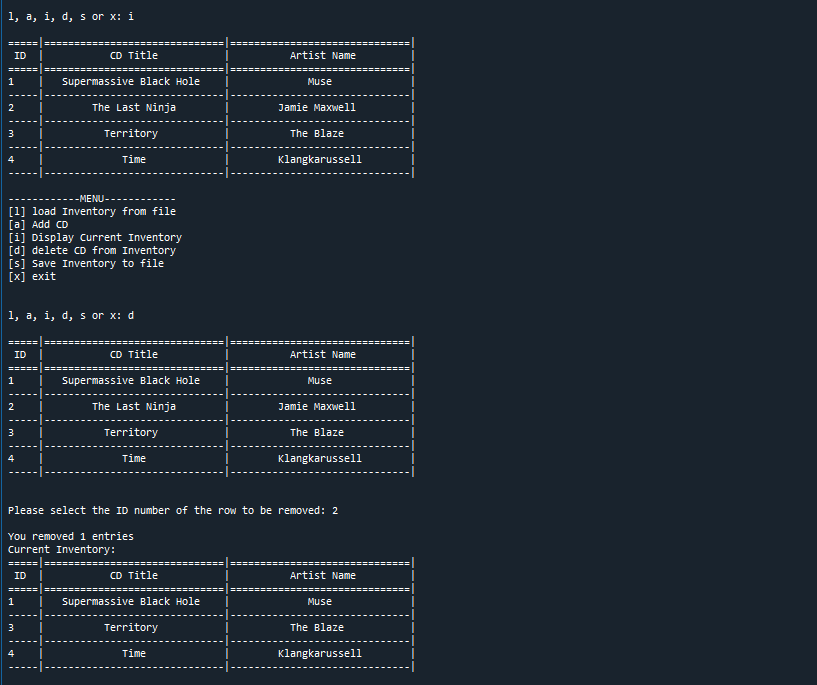 l, a, i, d, s or x: i
=====|==============================|==============================|
 ID  |           CD Title           |         Artist Name          |
=====|==============================|==============================|
1    |   Supermassive Black Hole    |             Muse             |
-----|------------------------------|------------------------------|
2    |        The Last Ninja        |        Jamie Maxwell         |
-----|------------------------------|------------------------------|
3    |          Territory           |          The Blaze           |
-----|------------------------------|------------------------------|
4    |             Time             |        Klangkarussell        |
-----|------------------------------|------------------------------|
------------MENU------------
[l] load Inventory from file
[a] Add CD
[i] Display Current Inventory
[d] delete CD from Inventory
[s] Save Inventory to file
[x] exit
l, a, i, d, s or x: d
=====|==============================|==============================|
 ID  |           CD Title           |         Artist Name          |
=====|==============================|==============================|
1    |   Supermassive Black Hole    |             Muse             |
-----|------------------------------|------------------------------|
2    |        The Last Ninja        |        Jamie Maxwell         |
-----|------------------------------|------------------------------|
3    |          Territory           |          The Blaze           |
-----|------------------------------|------------------------------|
4    |             Time             |        Klangkarussell        |
-----|------------------------------|------------------------------|
Please select the ID number of the row to be removed: 2
You removed 1 entries
Current Inventory:
=====|==============================|==============================|
 ID  |           CD Title           |         Artist Name          |
=====|==============================|==============================|
1    |   Supermassive Black Hole    |             Muse             |
-----|------------------------------|------------------------------|
3    |          Territory           |          The Blaze           |
-----|------------------------------|------------------------------|
4    |             Time             |        Klangkarussell        |
-----|------------------------------|------------------------------|